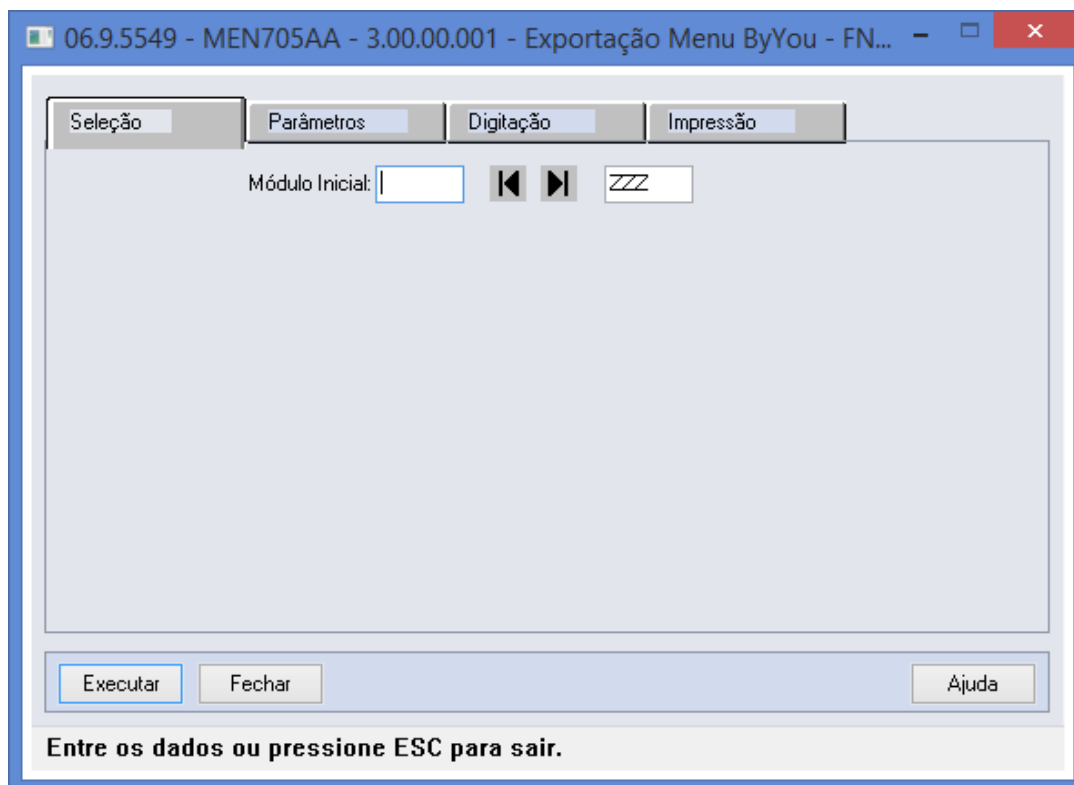 06.9.5549 - MEN705AA - 3.00.00.001 - Exportação Menu ByYou - FN...
Seleção Parâmetros Digitação Impressão
Módulo Inicial: ZZZ
Executar Fechar Ajuda
Entre os dados ou pressione ESC para sair.